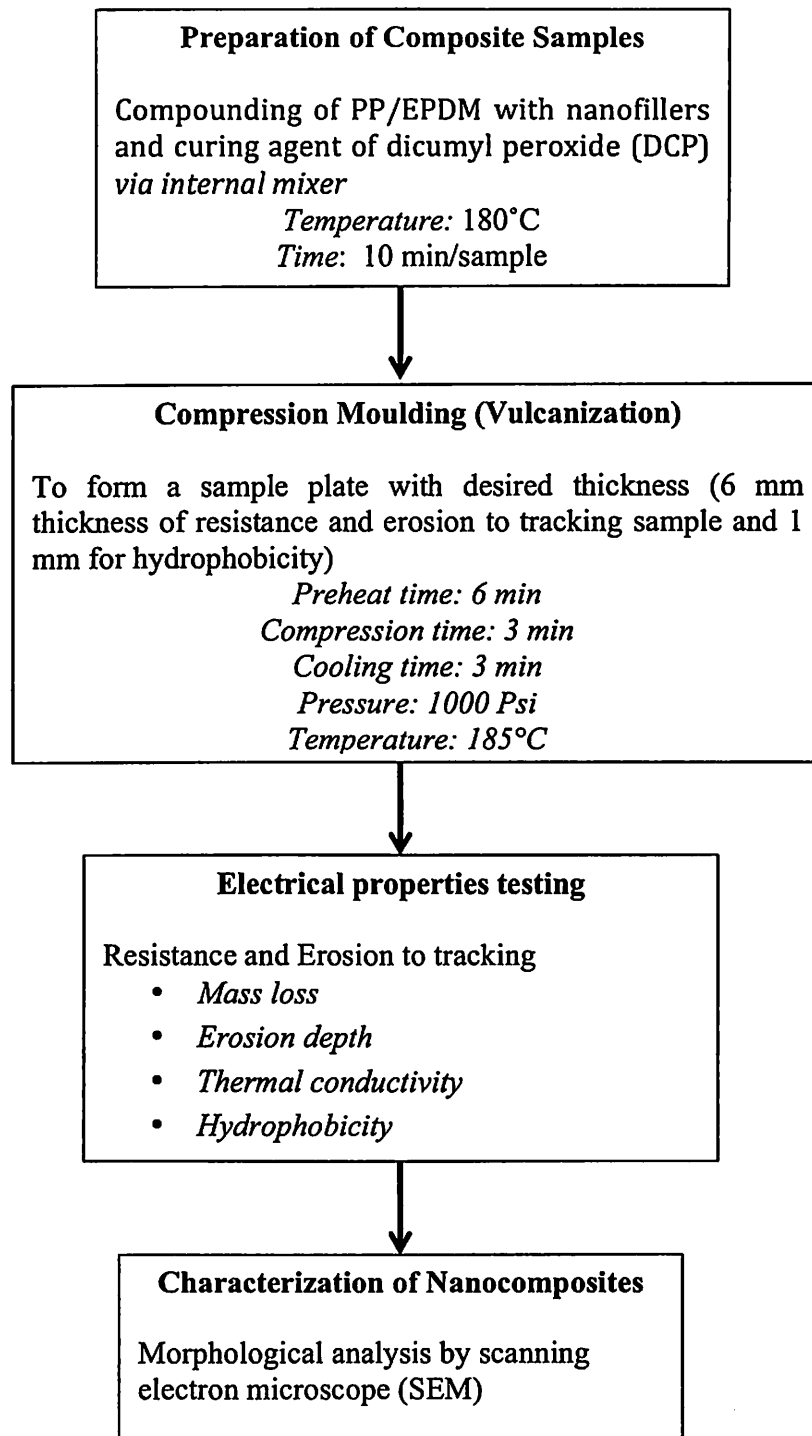 Preparation of Composite Samples
Compounding of PP/EPDM with nanofillers
and curing agent of dicumyl peroxide (DCP)
via internal mixer
Temperature: 180°C
Time: 10 min/sample
Compression Moulding (Vulcanization)
To form a sample plate with desired thickness (6 mm
thickness of resistance and erosion to tracking sample and 1
mm for hydrophobicity)
Preheat time: 6 min
Compression time: 3 min
Cooling time: 3 min
Pressure: 1000 Psi
Temperature: 185°C
Electrical properties testing
Resistance and Erosion to tracking
• Mass loss
• Erosion depth
• Thermal conductivity
• Hydrophobicity
Characterization of Nanocomposites
Morphological analysis by scanning
electron microscope (SEM)